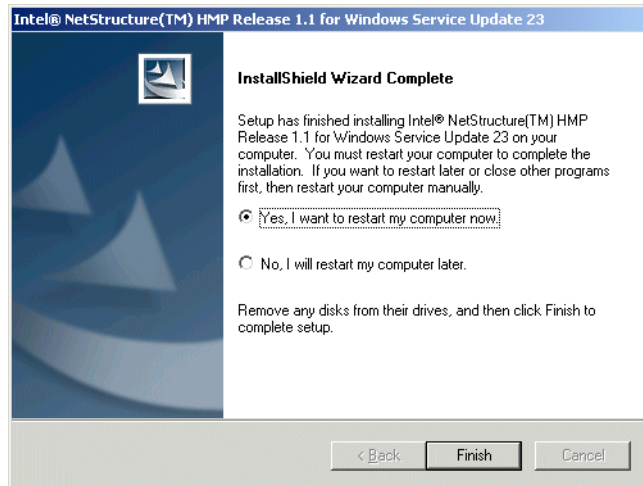 Intel® NetStructure(TM) HMP Release 1.1 for Windows Service Update 23
InstallShield Wizard Complete
Setup has finished installing Intel® NetStructure(TM) HMP
Release 1.1 for Windows Service Update 23 on your
computer. You must restart your computer to complete the
installation. If you want to restart later or close other programs
first, then restart your computer manually.
Yes, I want to restart my computer now.
No, I will restart my computer later.
Remove any disks from their drives, and then click Finish to
complete setup.
< Back
Finish
Cancel